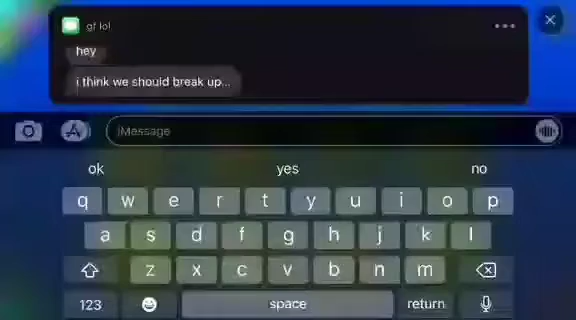 gf lol
hey
i think we should break up...
iMessage
ok yes no
q w e r t y u i o p
a s d f g h j k l
z x c v b n m
123 space return